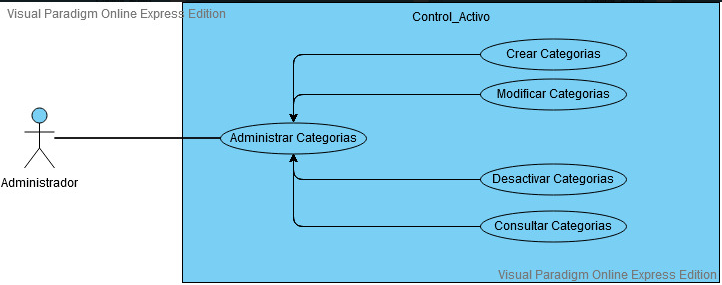 Visual Paradigm Online Express Edition
Control_Activo
Crear Categorias
Modificar Categorias
Administrar Categorias
Administrador
Desactivar Categorias
Consultar Categorias
Visual Paradigm Online Express Edition